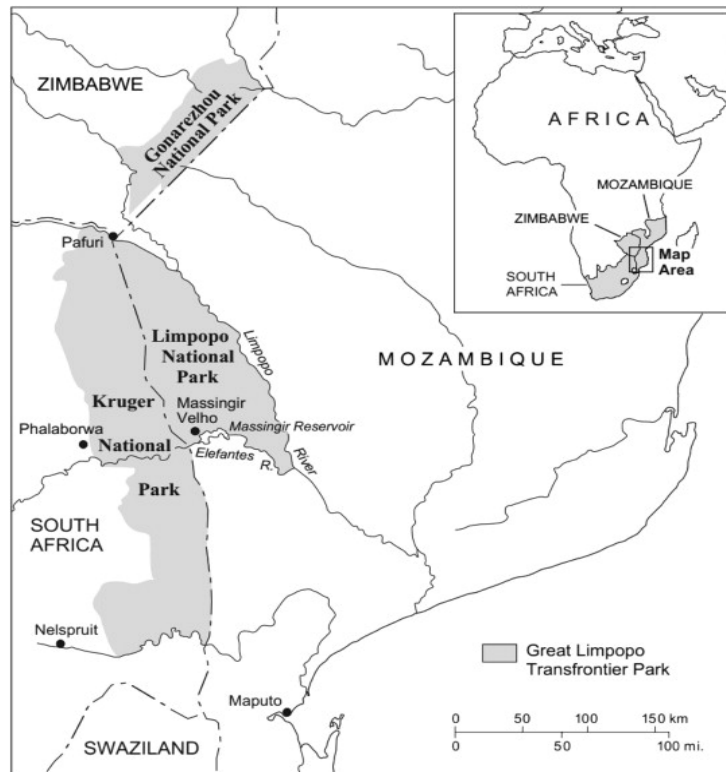 ZIMBABWE
Gonarezhou
National Park
Pafuri
Limpopo
National
Park
Limpopo
River
MOZAMBIQUE
Kruger
National
Park
Massingir
Velho
Massingir Reservoir
Phalaborwa
Elefantes
R.
SOUTH
AFRICA
Nelspruit
Maputo
SWAZILAND
AFRICA
MOZAMBIQUE
ZIMBABWE
Map
Area
SOUTH
AFRICA
Great Limpopo
Transfrontier Park
0 50 100 150 km
0 50 100 mi.